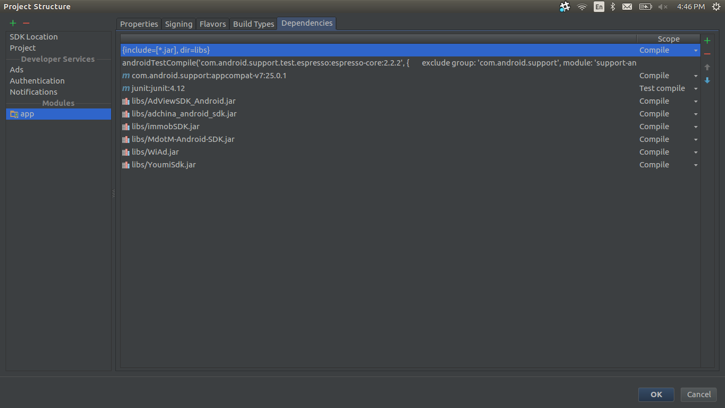 Project Structure
En
4:46 PM
SDK Location
Project
Developer Services
Ads
Authentication
Notifications
Modules
app
Properties Signing Flavors Build Types Dependencies
Scope
{include=[*.jar], dir=libs} Compile
androidTestCompile('com.android.support.test.espresso:espresso-core:2.2.2', { exclude group: 'com.android.support', module: 'support-an
m com.android.support:appcompat-v7:25.0.1 Compile
m junit:junit:4.12 Test compile
libs/AdViewSDK_Android.jar Compile
libs/adchina_android_sdk.jar Compile
libs/immobSDK.jar Compile
libs/MdotM-Android-SDK.jar Compile
libs/WiAd.jar Compile
libs/YoumiSdk.jar Compile
OK Cancel